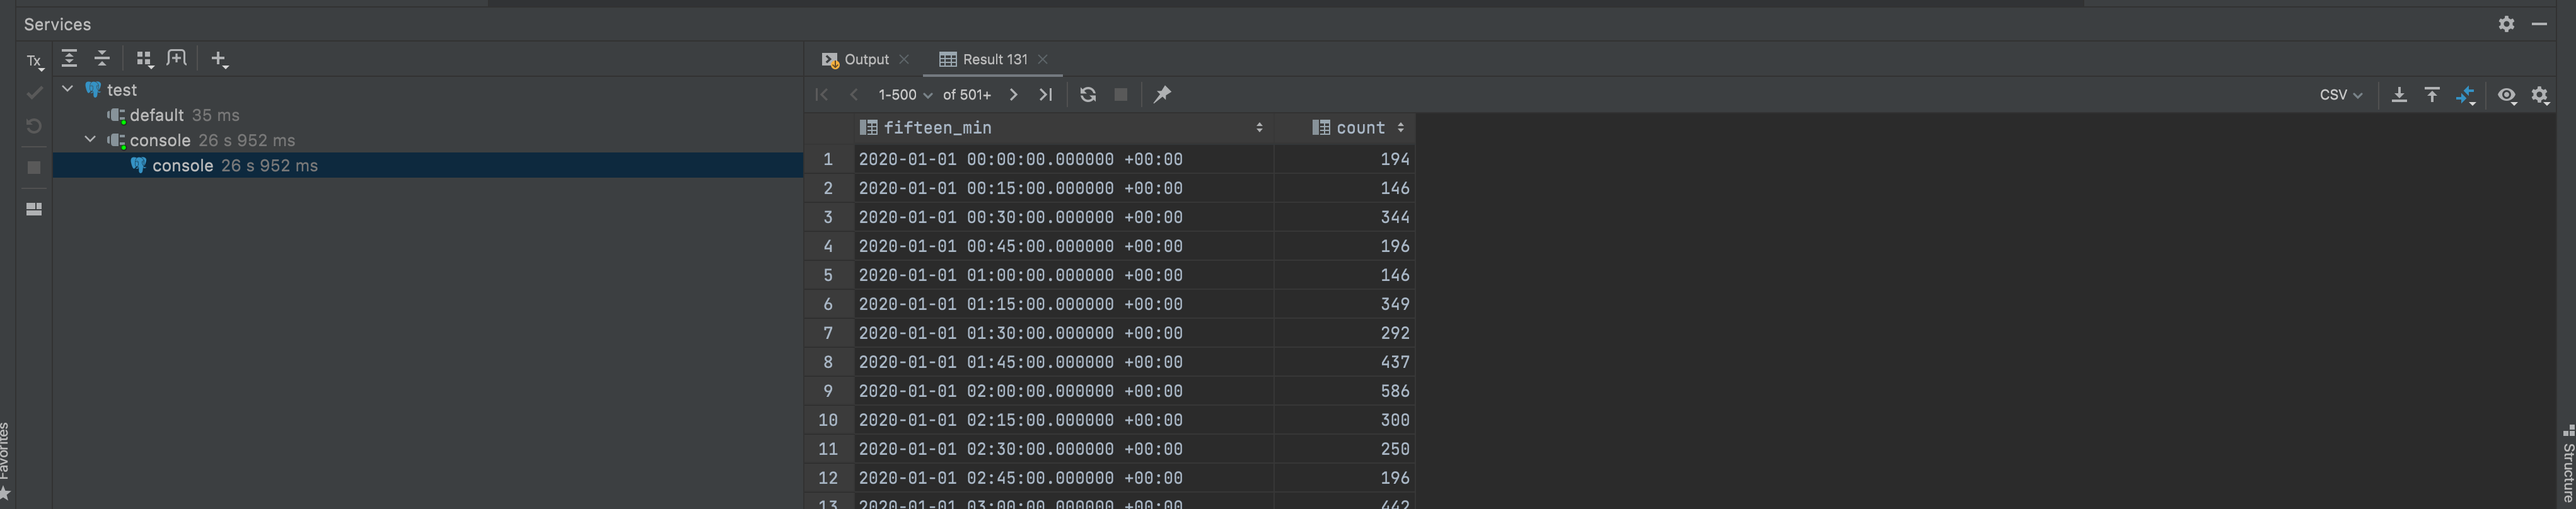 Services
Tx
test
default 35 ms
console 26 s 952 ms
console 26 s 952 ms
Output
Result 131
1-500 of 501+
CSV
fifteen_min count
1 2020-01-01 00:00:00.000000 +00:00 194
2 2020-01-01 00:15:00.000000 +00:00 146
3 2020-01-01 00:30:00.000000 +00:00 344
4 2020-01-01 00:45:00.000000 +00:00 196
5 2020-01-01 01:00:00.000000 +00:00 146
6 2020-01-01 01:15:00.000000 +00:00 349
7 2020-01-01 01:30:00.000000 +00:00 292
8 2020-01-01 01:45:00.000000 +00:00 437
9 2020-01-01 02:00:00.000000 +00:00 586
10 2020-01-01 02:15:00.000000 +00:00 300
11 2020-01-01 02:30:00.000000 +00:00 250
12 2020-01-01 02:45:00.000000 +00:00 196
13 2020-01-01 03:00:00.000000 +00:00 442
Favorites
Structure